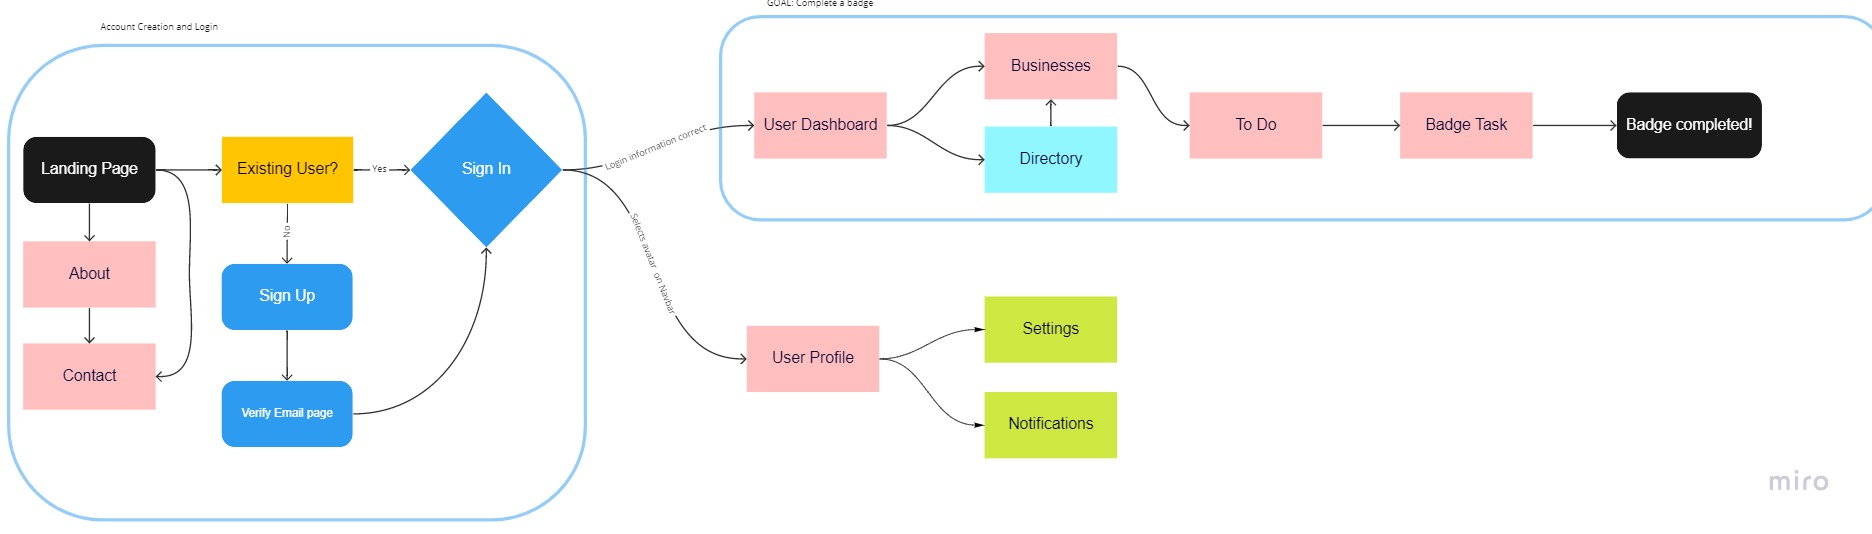 Account Creation and Login
GOAL: Complete a badge
Landing Page
Existing User?
Yes
Sign In
No
About
Sign Up
Contact
Verify Email page
Login information correct
Selects avatar on Navbar
User Dashboard
Businesses
Directory
To Do
Badge Task
Badge completed!
User Profile
Settings
Notifications
miro